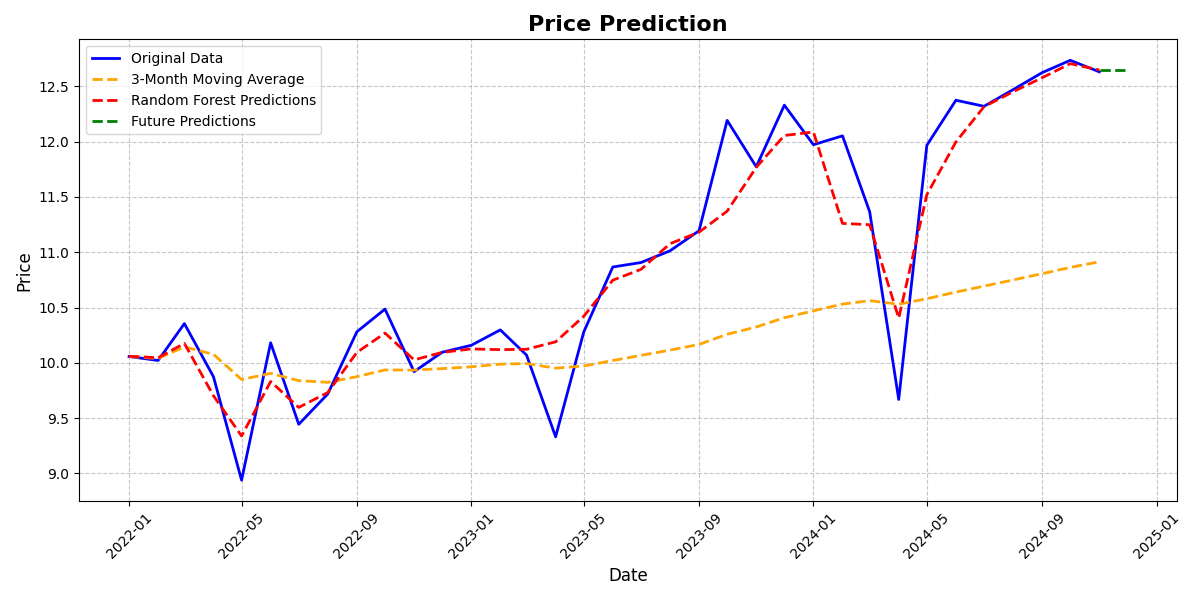 Price Prediction
Original Data
3-Month Moving Average
Random Forest Predictions
Future Predictions
Price
12.5
12.0
11.5
11.0
10.5
10.0
9.5
9.0
2022-01
2022-05
2022-09
2023-01
2023-05
2023-09
2024-01
2024-05
2024-09
2025-01
Date